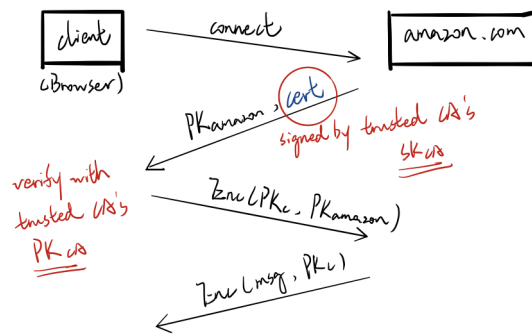 client
(Browser)
connect
amazon.com
PKamazon, cert
signed by trusted CA's
SKCA
verify with
trusted CA's
PKCA
Enc(PKc, PKamazon)
Enc(msg, PKc)